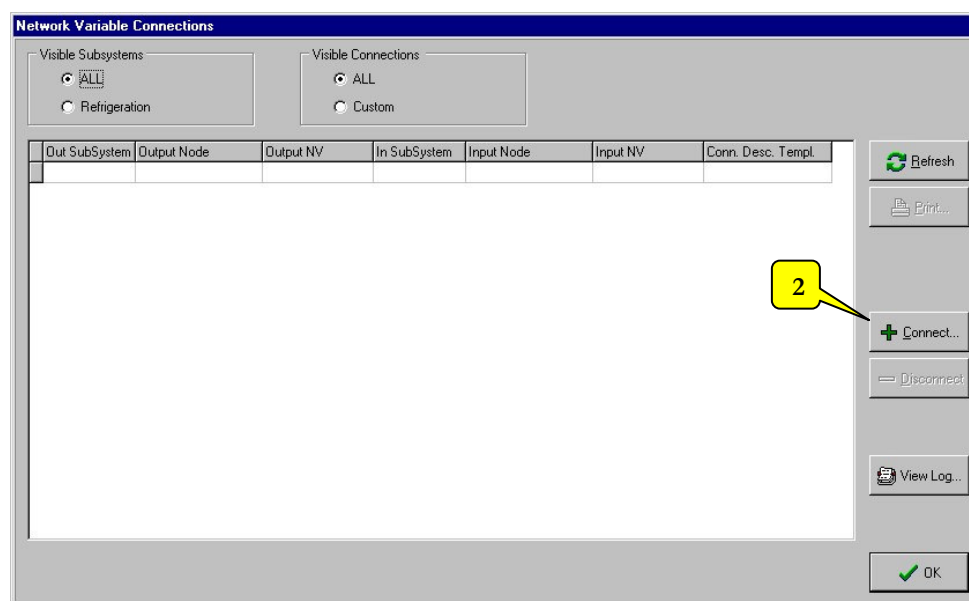 Network Variable Connections
Visible Subsystems
ALL
Refrigeration
Visible Connections
ALL
Custom
Out SubSystem Output Node Output NV In SubSystem Input Node Input NV Conn. Desc. Templ.
Refresh
Print...
2
Connect...
Disconnect
View Log...
OK